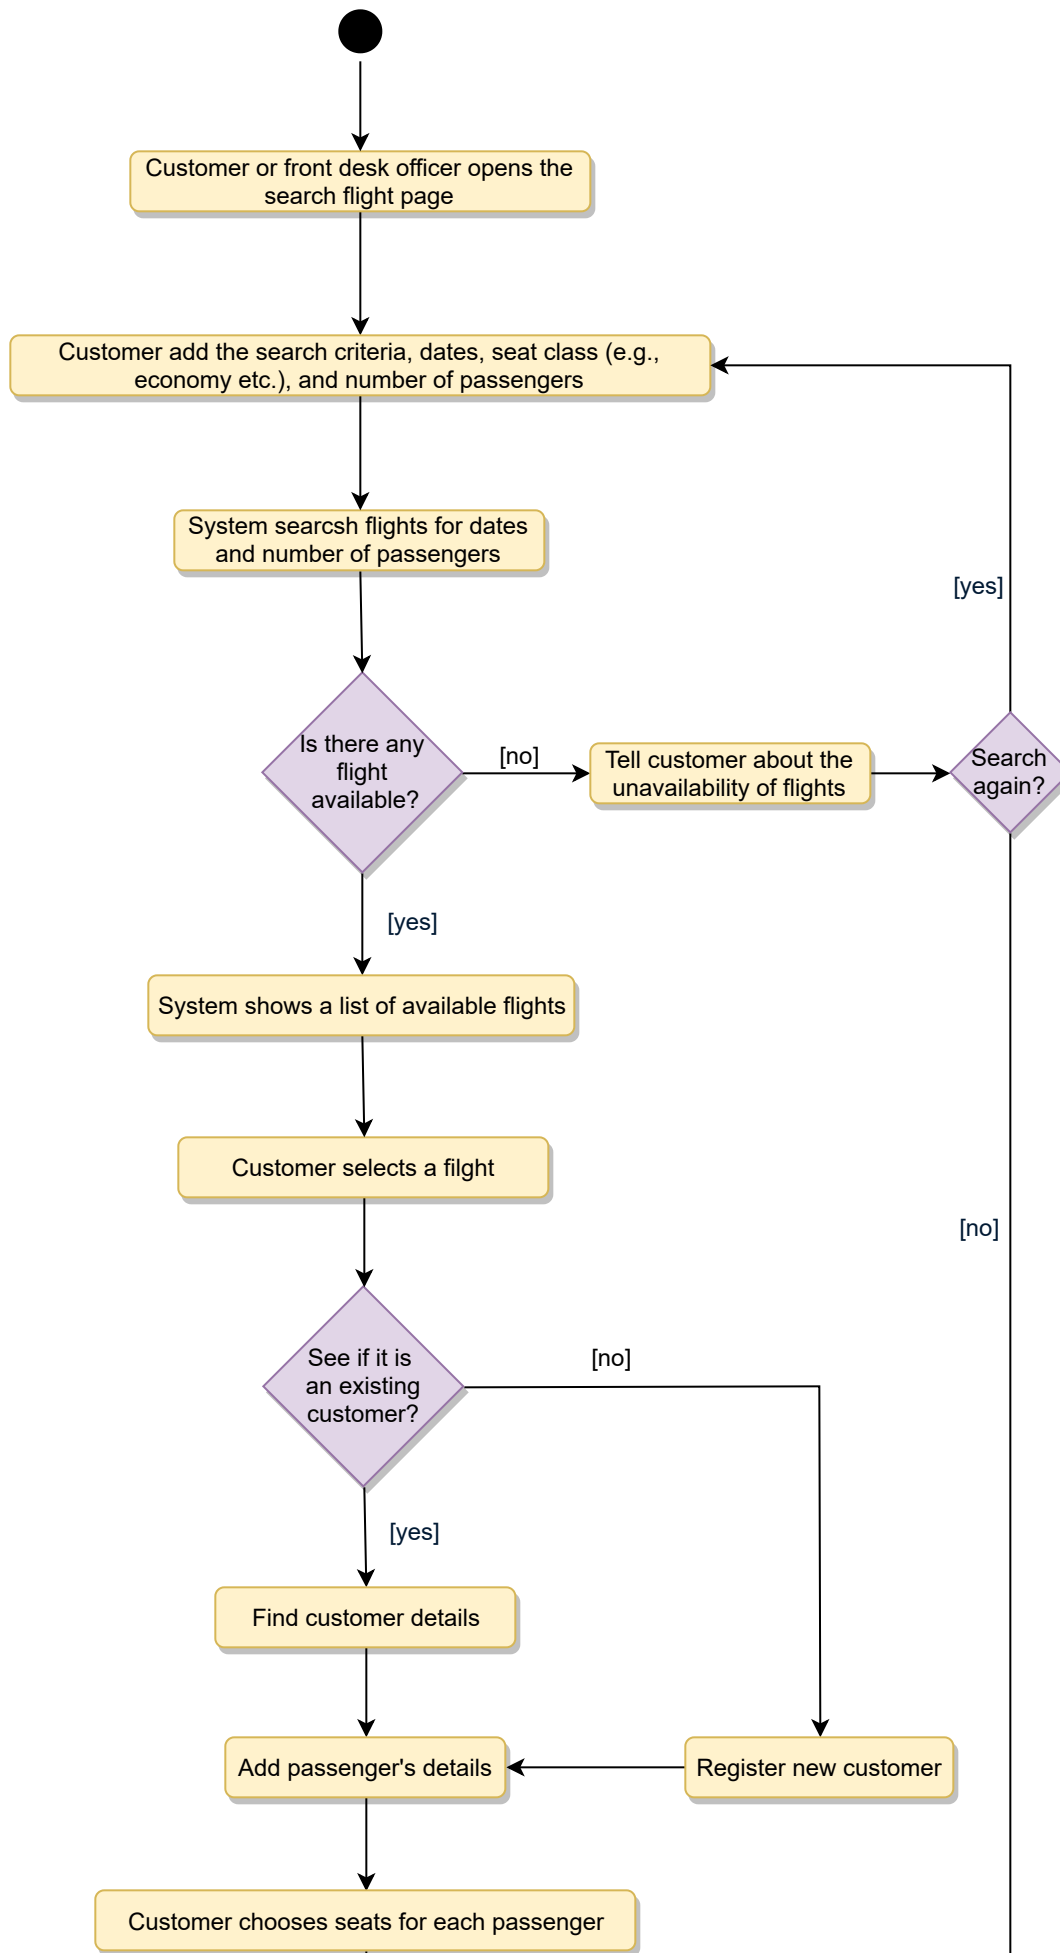 Customer or front desk officer opens the
search flight page
Customer add the search criteria, dates, seat class (e.g.,
economy etc.), and number of passengers
System searcsh flights for dates
and number of passengers
[yes]
Is there any
flight
available?
[no]
Tell customer about the
unavailability of flights
Search
again?
[yes]
System shows a list of available flights
Customer selects a filght
[no]
See if it is
an existing
customer?
[no]
[yes]
Find customer details
Add passenger's details
Register new customer
Customer chooses seats for each passenger